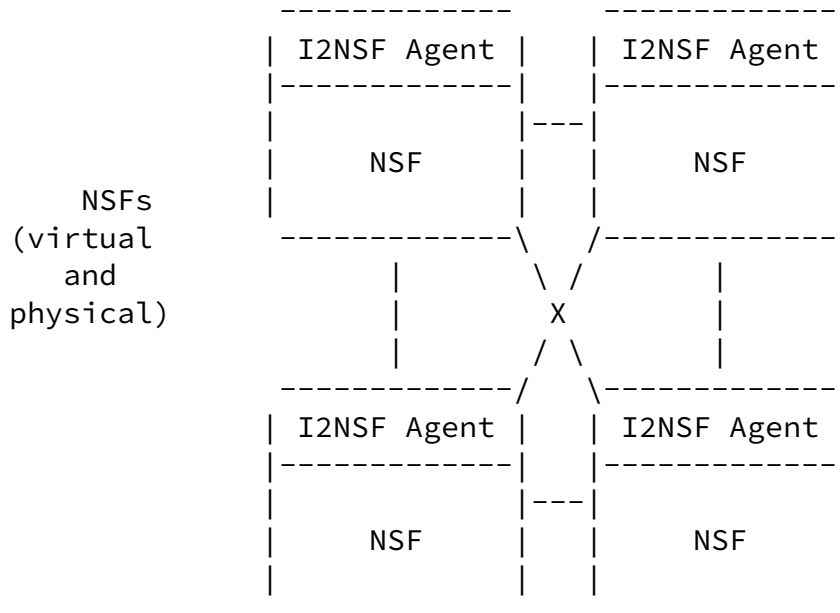 I2NSF Agent I2NSF Agent
NSF NSF
NSFs
(virtual
and
physical)
X
I2NSF Agent I2NSF Agent
NSF NSF